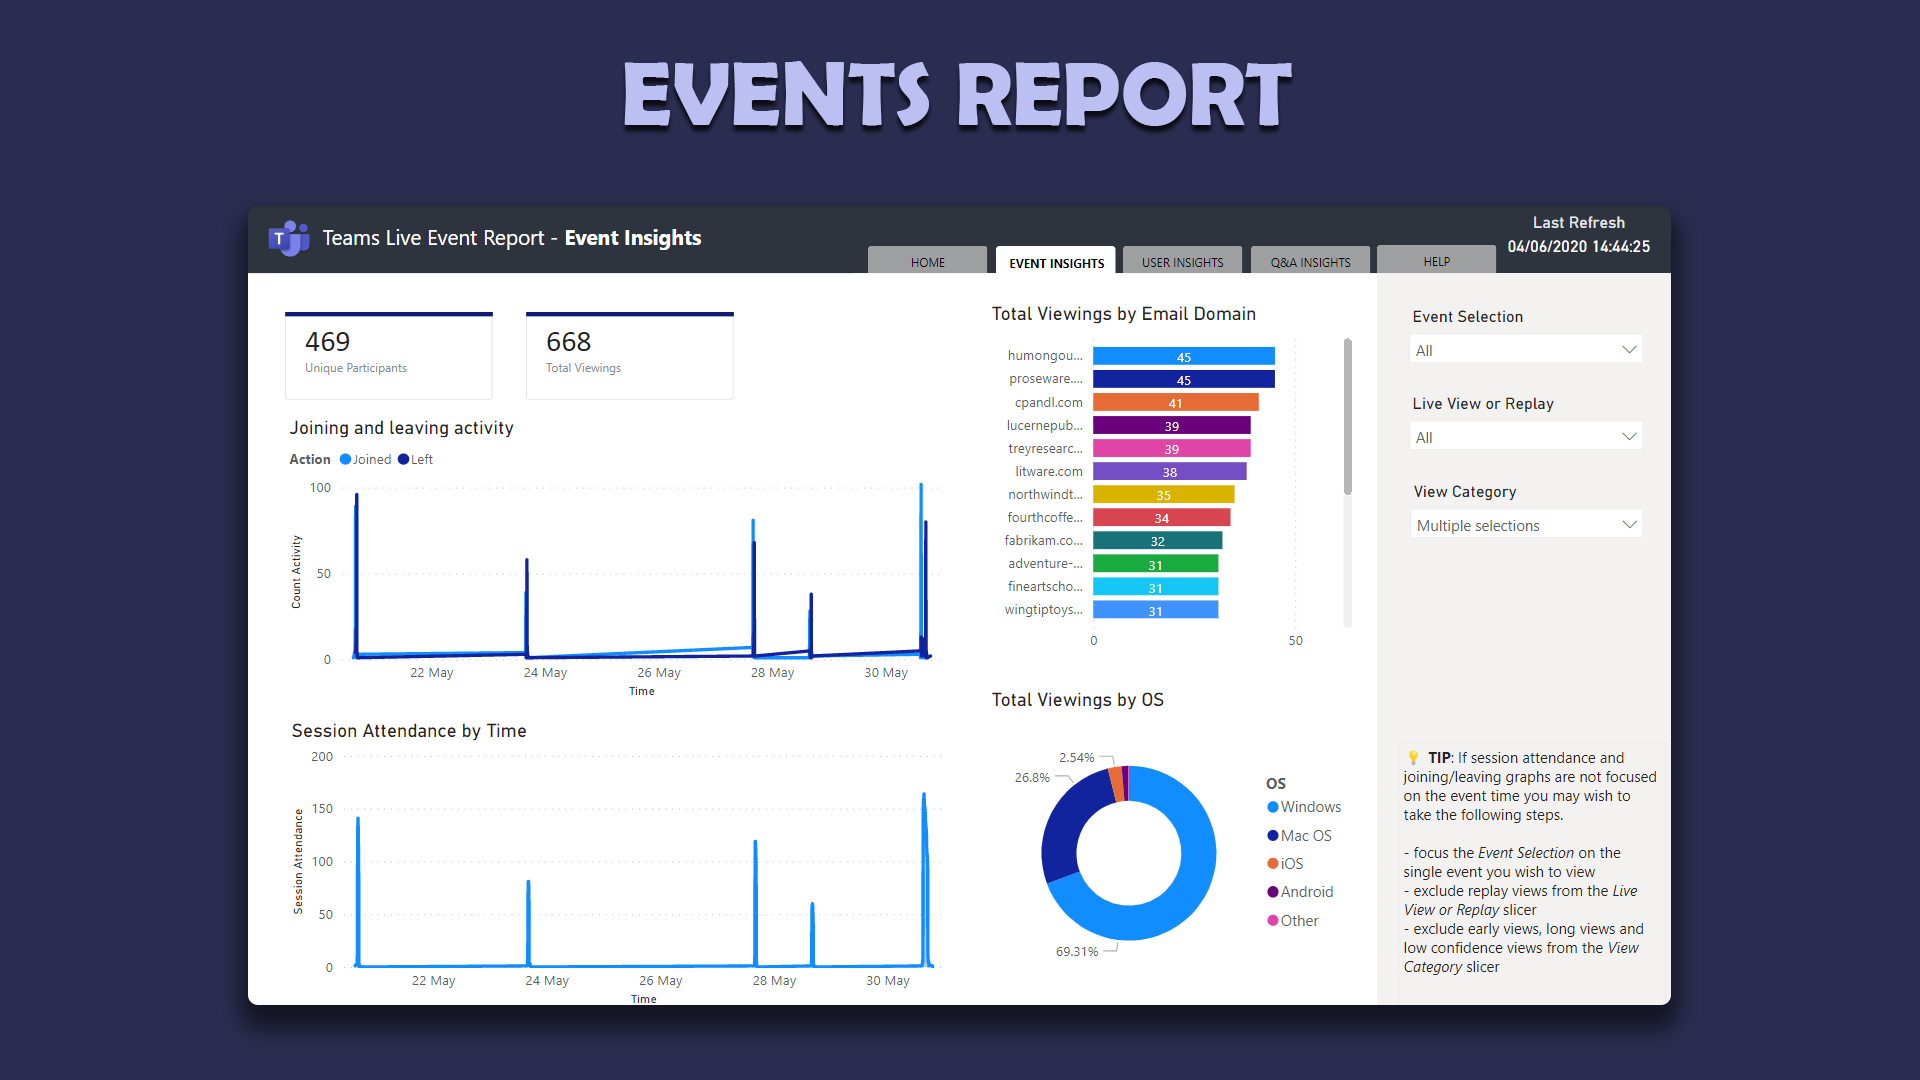 EVENTS REPORT
T
Teams Live Event Report - Event Insights
HOME
EVENT INSIGHTS
USER INSIGHTS
Q&A INSIGHTS
HELP
Last Refresh
04/06/2020 14:44:25
469
Unique Participants
668
Total Viewings
Joining and leaving activity
Action Joined Left
100
50
0
Count Activity
22 May 24 May 26 May 28 May 30 May
Time
Session Attendance by Time
200
150
100
50
0
Session Attendance
22 May 24 May 26 May 28 May 30 May
Time
Total Viewings by Email Domain
humongou... 45
proseware.... 45
cpandl.com 41
lucernepub... 39
treyresearc... 39
litware.com 38
northwindt... 35
fourthcoffe... 34
fabrikam.co... 32
adventure-... 31
fineartscho... 31
wingtiptoys... 31
0 50
Total Viewings by OS
2.54%
26.8%
69.31%
OS
Windows
Mac OS
iOS
Android
Other
Event Selection
All
Live View or Replay
All
View Category
Multiple selections
TIP: If session attendance and
joining/leaving graphs are not focused
on the event time you may wish to
take the following steps.
- focus the Event Selection on the
single event you wish to view
- exclude replay views from the Live
View or Replay slicer
- exclude early views, long views and
low confidence views from the View
Category slicer